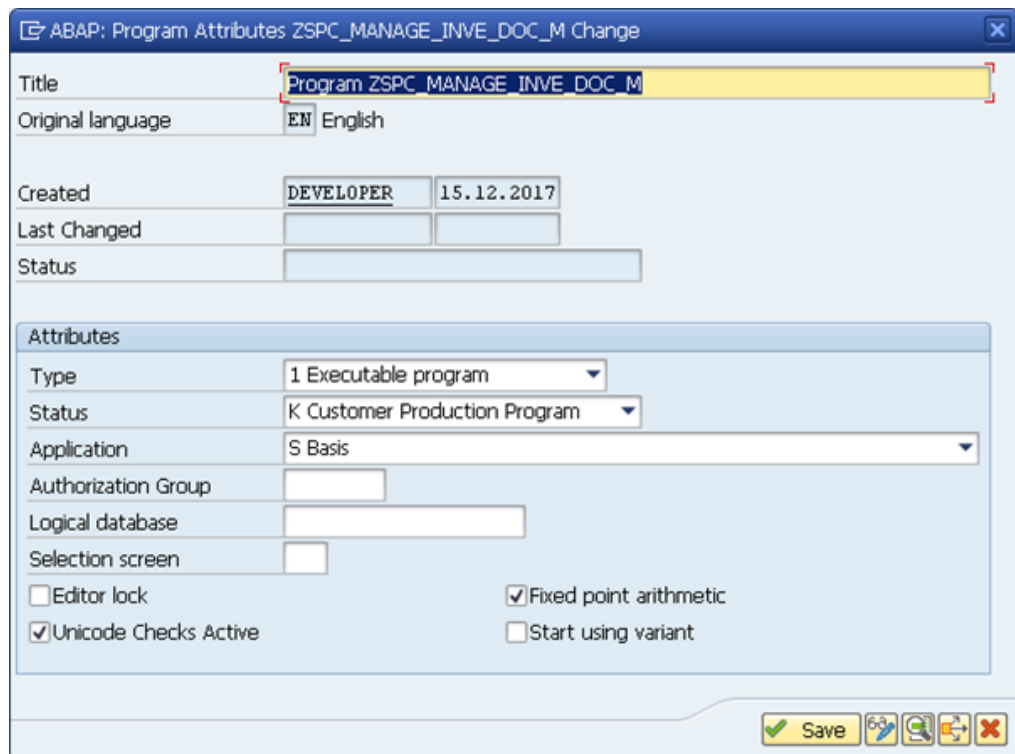 ABAP: Program Attributes ZSPC_MANAGE_INVE_DOC_M Change
Title Program ZSPC_MANAGE_INVE_DOC_M
Original language EN English
Created DEVELOPER 15.12.2017
Last Changed
Status
Attributes
Type 1 Executable program
Status K Customer Production Program
Application S Basis
Authorization Group
Logical database
Selection screen
Editor lock Fixed point arithmetic
Unicode Checks Active Start using variant
Save